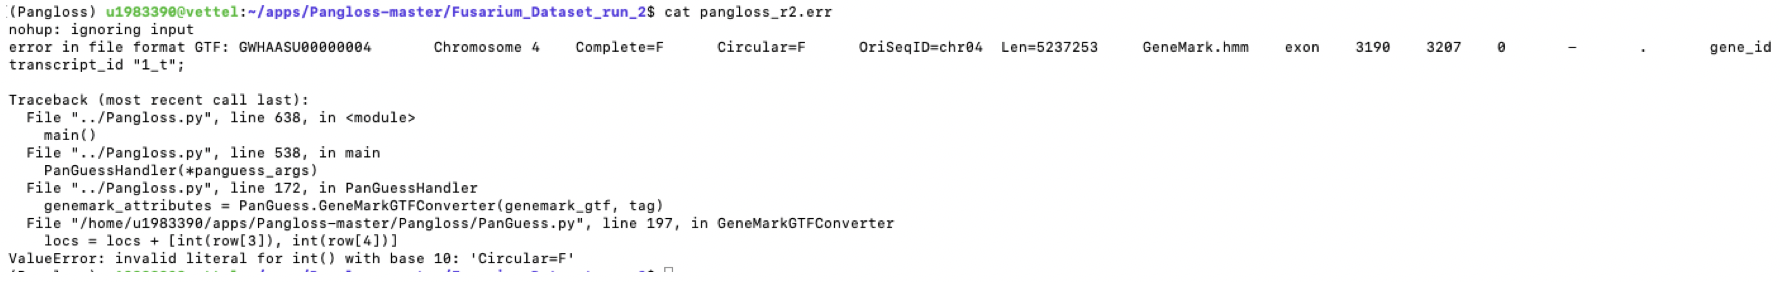 (Pangloss) u1983390@vettel:~/apps/Pangloss-master/Fusarium_Dataset_run_2$ cat pangloss_r2.err
nohup: ignoring input
error in file format GTF: GWHAASU00000004 Chromosome 4 Complete=F Circular=F OriSeqID=chr04 Len=5237253 GeneMark.hmm exon 3190 3207 0 - . gene_id
transcript_id "1_t";
Traceback (most recent call last):
File "../Pangloss.py", line 638, in <module>
main()
File "../Pangloss.py", line 538, in main
PanGuessHandler(*panguess_args)
File "../Pangloss.py", line 172, in PanGuessHandler
genemark_attributes = PanGuess.GeneMarkGTFConverter(genemark_gtf, tag)
File "/home/u1983390/apps/Pangloss-master/Pangloss/PanGuess.py", line 197, in GeneMarkGTFConverter
locs = locs + [int(row[3]), int(row[4])]
ValueError: invalid literal for int() with base 10: 'Circular=F'